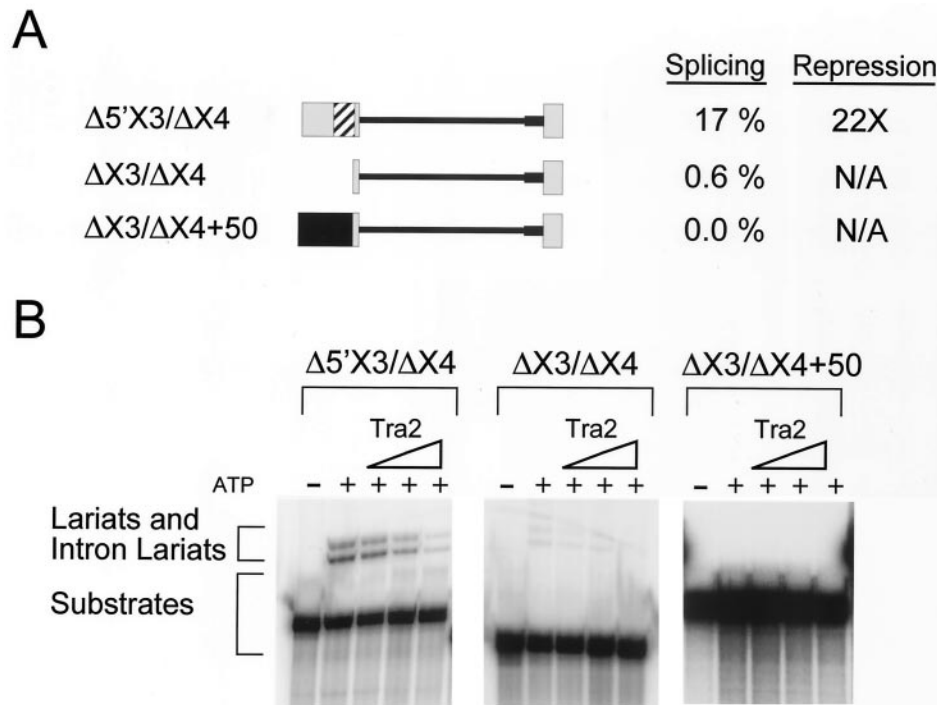 A
Splicing Repression
Δ5'X3/ΔX4 17 % 22X
ΔX3/ΔX4 0.6 % N/A
ΔX3/ΔX4+50 0.0 % N/A
B
Δ5'X3/ΔX4 ΔX3/ΔX4 ΔX3/ΔX4+50
Tra2 Tra2 Tra2
ATP − + + + + − + + + + − + + + +
Lariats and
Intron Lariats
Substrates